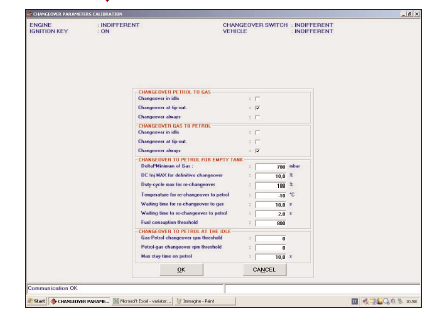 CHANGEOVER PARAMETERS CALIBRATION
ENGINE : INDIFFERENT CHANGEOVER SWITCH : INDIFFERENT
IGNITION KEY : ON VEHICLE : INDIFFERENT
CHANGEOVER PETROL TO GAS
Changeover in idle :
Changeover at tip-out :
Changeover always :
CHANGEOVER GAS TO PETROL
Changeover in idle :
Changeover at tip-out :
Changeover always :
CHANGEOVER TO PETROL FOR EMPTY TANK
DeltaP Minimum of Gas : : 700 mbar
DC Inj MAX for definitive changeover : 10,0 %
Duty-cycle max for re-changeover : 100 %
Temperature for re-changeover to petrol : -10 °C
Waiting time for re-changeover to gas : 10,0 s
Waiting time for re-changeover to petrol : 2,0 s
Fuel consuption threshold : 800
CHANGEOVER TO PETROL AT THE IDLE
Gas-Petrol changeover rpm threshold : 0
Petrol-gas changeover rpm threshold : 0
Max stay time on petrol : 10,0 s
OK CANCEL
Communication OK
Start CHANGEOVER PARAME... Microsoft Excel - variator... Immagine - Paint